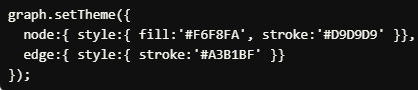 graph.setTheme({
  node:{ style:{ fill:'#F6F8FA', stroke:'#D9D9D9' }},
  edge:{ style:{ stroke:'#A3B1BF' }}
});